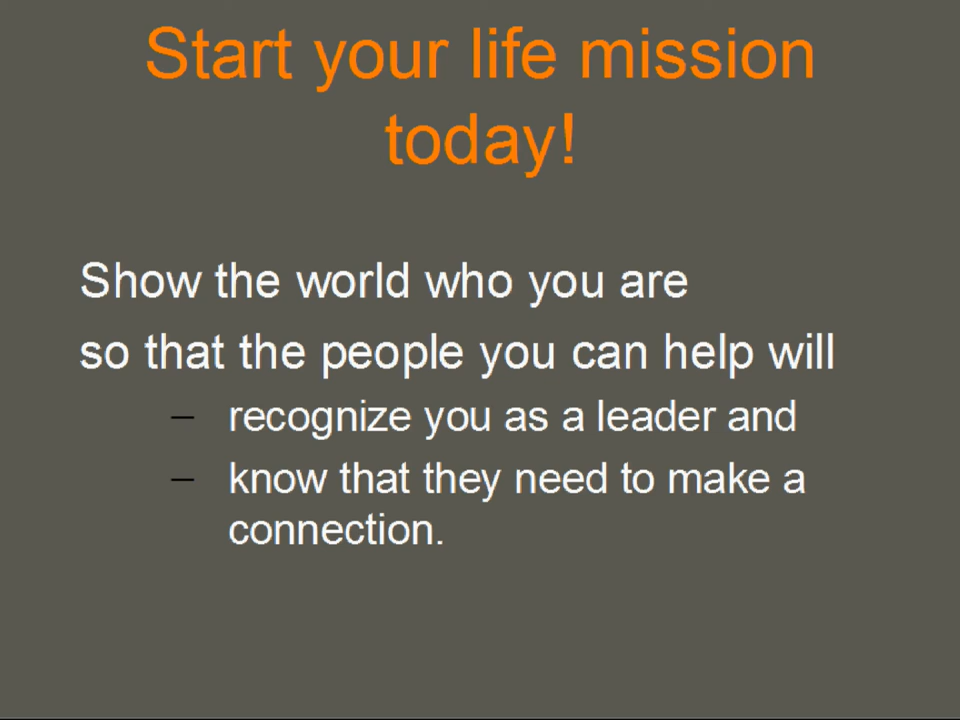 Start your life mission
today!
Show the world who you are
so that the people you can help will
– recognize you as a leader and
– know that they need to make a
connection.